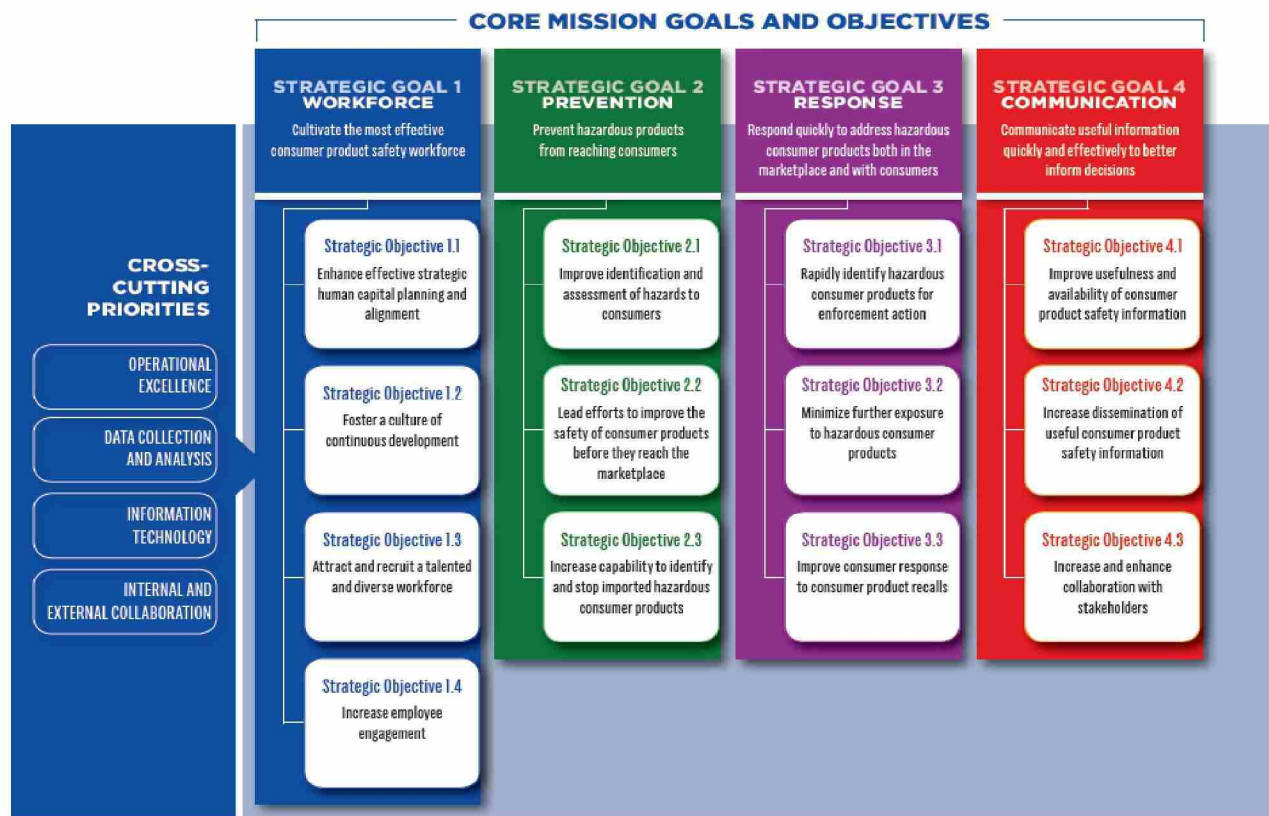 CORE MISSION GOALS AND OBJECTIVES
CROSS-
CUTTING
PRIORITIES
OPERATIONAL
EXCELLENCE
DATA COLLECTION
AND ANALYSIS
INFORMATION
TECHNOLOGY
INTERNAL AND
EXTERNAL COLLABORATION
STRATEGIC GOAL 1
WORKFORCE
Cultivate the most effective
consumer product safety workforce
Strategic Objective 1.1
Enhance effective strategic
human capital planning and
alignment
Strategic Objective 1.2
Foster a culture of
continuous development
Strategic Objective 1.3
Attract and recruit a talented
and diverse workforce
Strategic Objective 1.4
Increase employee
engagement
STRATEGIC GOAL 2
PREVENTION
Prevent hazardous products
from reaching consumers
Strategic Objective 2.1
Improve identification and
assessment of hazards to
consumers
Strategic Objective 2.2
Lead efforts to improve the
safety of consumer products
before they reach the
marketplace
Strategic Objective 2.3
Increase capability to identify
and stop imported hazardous
consumer products
STRATEGIC GOAL 3
RESPONSE
Respond quickly to address hazardous
consumer products both in the
marketplace and with consumers
Strategic Objective 3.1
Rapidly identify hazardous
consumer products for
enforcement action
Strategic Objective 3.2
Minimize further exposure
to hazardous consumer
products
Strategic Objective 3.3
Improve consumer response
to consumer product recalls
STRATEGIC GOAL 4
COMMUNICATION
Communicate useful information
quickly and effectively to better
inform decisions
Strategic Objective 4.1
Improve usefulness and
availability of consumer
product safety information
Strategic Objective 4.2
Increase dissemination of
useful consumer product
safety information
Strategic Objective 4.3
Increase and enhance
collaboration with
stakeholders